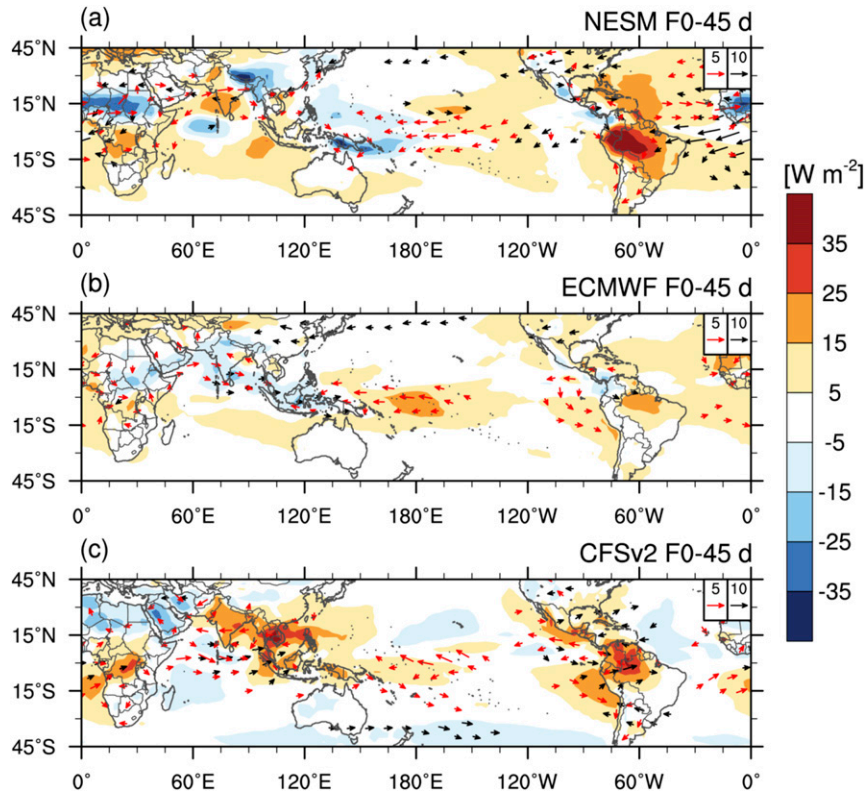 (a) NESM F0-45 d
45°N
15°N
15°S
45°S
5 10
0° 60°E 120°E 180°E 120°W 60°W 0°
(b) ECMWF F0-45 d
45°N
15°N
15°S
45°S
5 10
0° 60°E 120°E 180°E 120°W 60°W 0°
(c) CFSv2 F0-45 d
45°N
15°N
15°S
45°S
5 10
0° 60°E 120°E 180°E 120°W 60°W 0°
[W m⁻²]
35
25
15
5
-5
-15
-25
-35